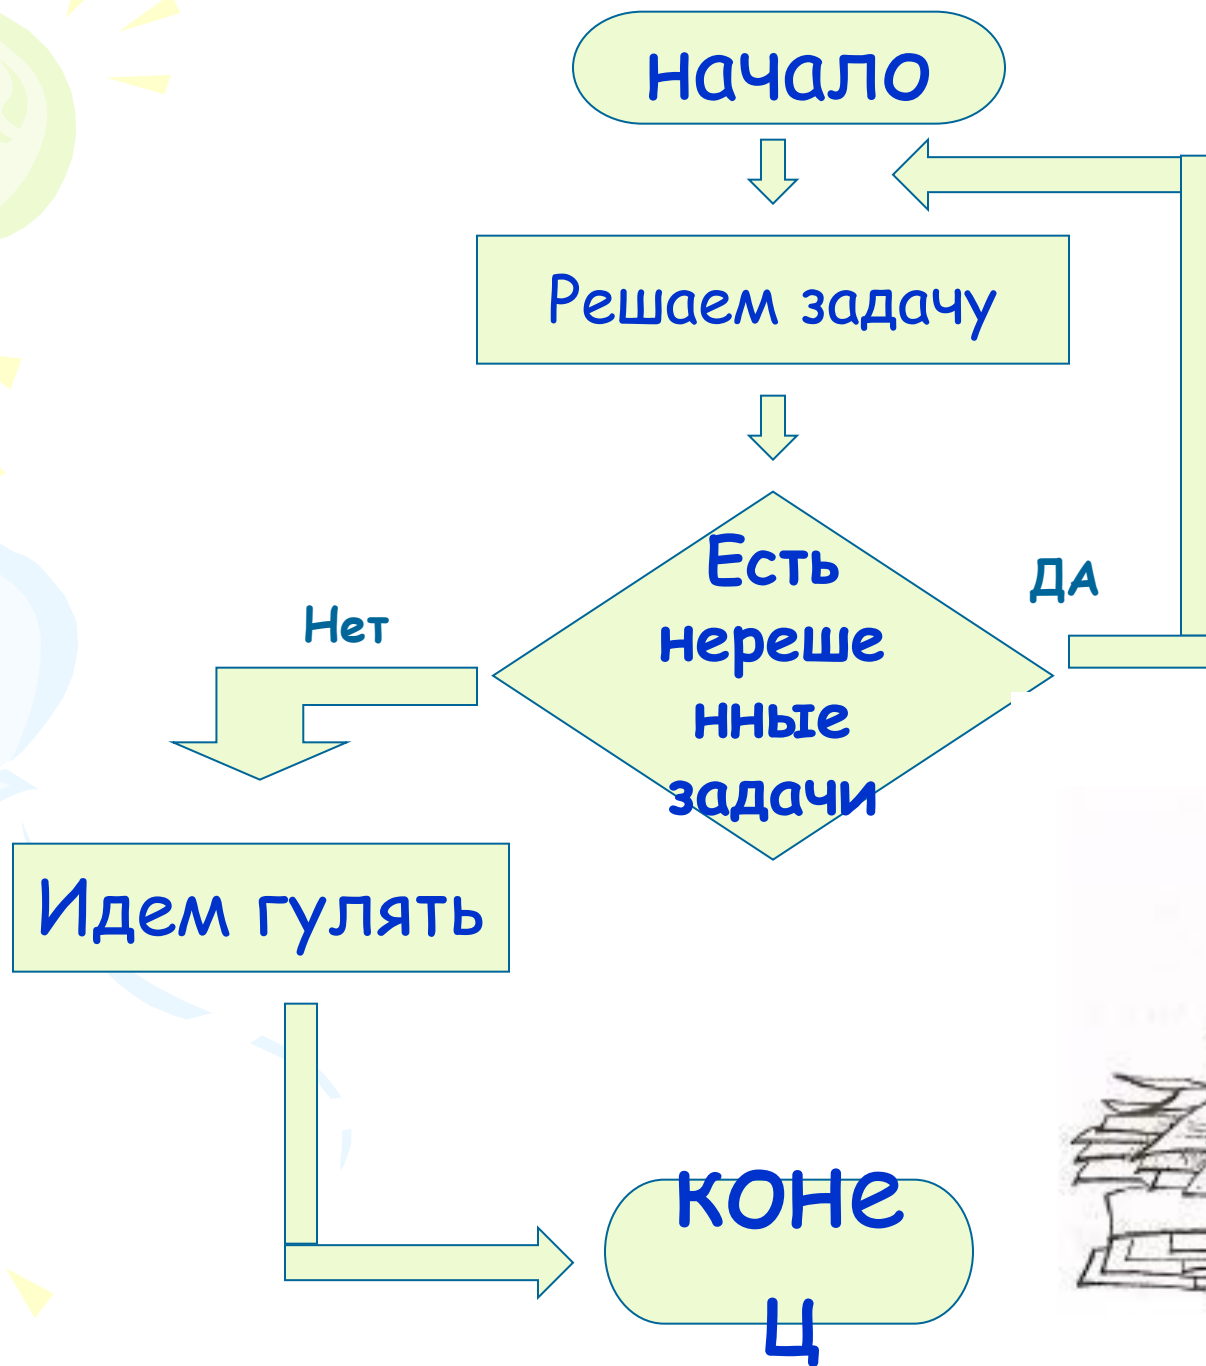 начало
Решаем задачу
Есть
нереше
нные
задачи
ДА
Нет
Идем гулять
коне
ц